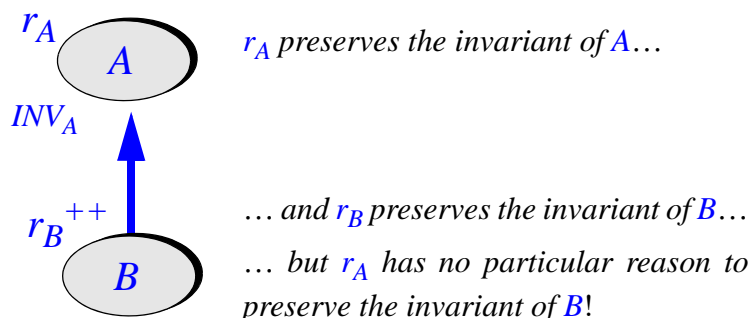 r_A
A
r_A preserves the invariant of A…
INV_A
r_B++
… and r_B preserves the invariant of B…
B
… but r_A has no particular reason to
preserve the invariant of B!